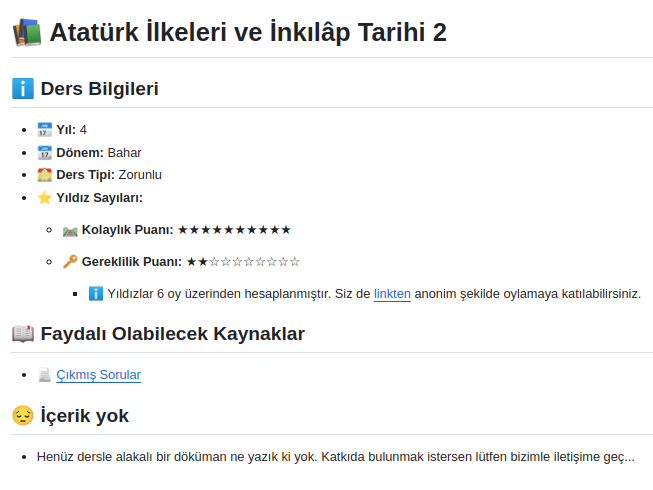 Atatürk İlkeleri ve İnkılâp Tarihi 2
Ders Bilgileri
Yıl: 4
Dönem: Bahar
Ders Tipi: Zorunlu
Yıldız Sayıları:
Kolaylık Puanı: ★★★★★★★★★★
Gereklilik Puanı: ★★☆☆☆☆☆☆☆☆
Yıldızlar 6 oy üzerinden hesaplanmıştır. Siz de linkten anonim şekilde oylamaya katılabilirsiniz.
Faydalı Olabilecek Kaynaklar
Çıkmış Sorular
İçerik yok
Henüz dersle alakalı bir döküman ne yazık ki yok. Katkıda bulunmak istersen lütfen bizimle iletişime geç...